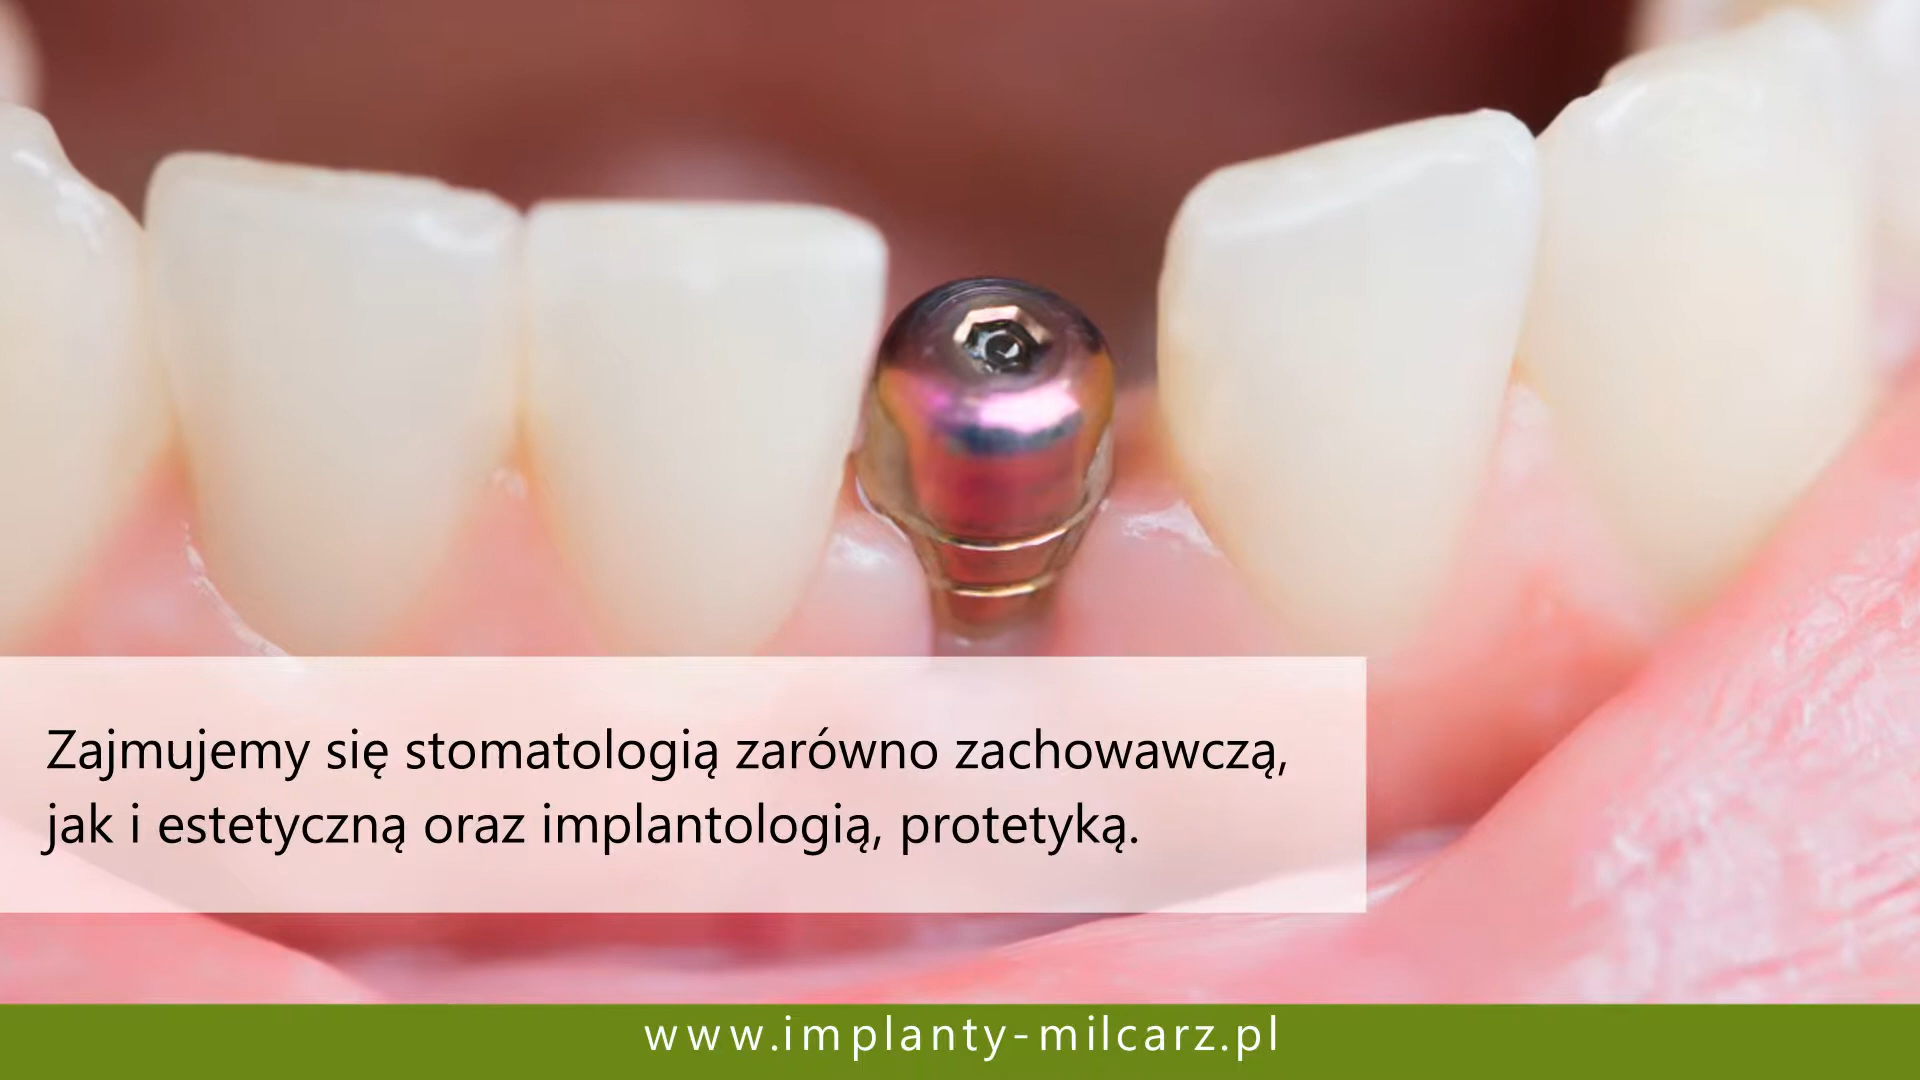 Zajmujemy się stomatologią zarówno zachowawczą,
jak i estetyczną oraz implantologią, protetyką.
www.implanty-milcarz.pl